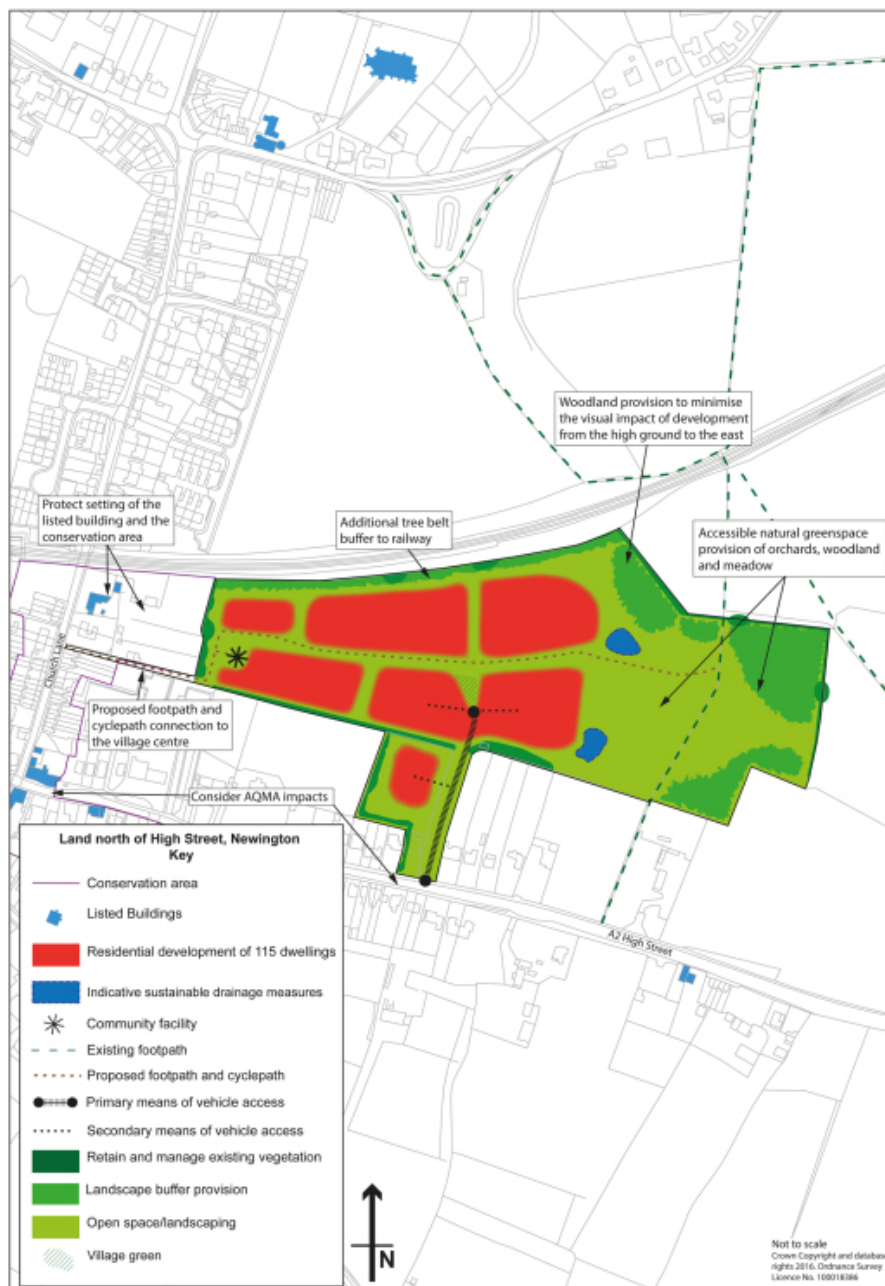 Woodland provision to minimise
the visual impact of development
from the high ground to the east
Protect setting of the
listed building and the
conservation area
Additional tree belt
buffer to railway
Accessible natural greenspace
provision of orchards, woodland
and meadow
Church Lane
Proposed footpath and
cyclepath connection to
the village centre
Consider AQMA impacts
A2 High Street
Land north of High Street, Newington
Key
Conservation area
Listed Buildings
Residential development of 115 dwellings
Indicative sustainable drainage measures
Community facility
Existing footpath
Proposed footpath and cyclepath
Primary means of vehicle access
Secondary means of vehicle access
Retain and manage existing vegetation
Landscape buffer provision
Open space/landscaping
Village green
N
Not to scale
Crown Copyright and database
rights 2016. Ordnance Survey
Licence No. 100018386